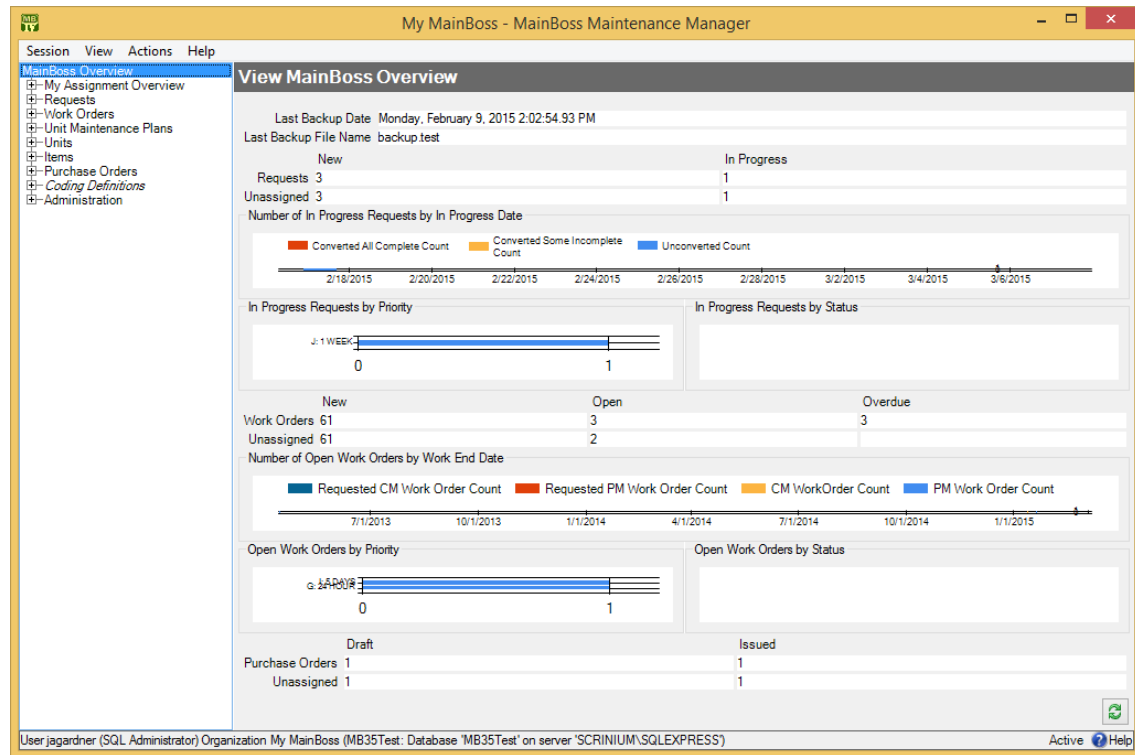 My MainBoss - MainBoss Maintenance Manager
Session View Actions Help
MainBoss Overview
My Assignment Overview
Requests
Work Orders
Unit Maintenance Plans
Units
Items
Purchase Orders
Coding Definitions
Administration
View MainBoss Overview
Last Backup Date Monday, February 9, 2015 2:02:54.93 PM
Last Backup File Name backup.test
New In Progress
Requests 3 1
Unassigned 3 1
Number of In Progress Requests by In Progress Date
Converted All Complete Count Converted Some Incomplete Count Unconverted Count
2/18/2015 2/20/2015 2/22/2015 2/24/2015 2/26/2015 2/28/2015 3/2/2015 3/4/2015 3/6/2015
In Progress Requests by Priority In Progress Requests by Status
J: 1 WEEK
0 1
New Open Overdue
Work Orders 61 3 3
Unassigned 61 2
Number of Open Work Orders by Work End Date
Requested CM Work Order Count Requested PM Work Order Count CM WorkOrder Count PM Work Order Count
7/1/2013 10/1/2013 1/1/2014 4/1/2014 7/1/2014 10/1/2014 1/1/2015
Open Work Orders by Priority Open Work Orders by Status
G: 24 HOUR
0 1
Draft Issued
Purchase Orders 1 1
Unassigned 1 1
User jagardner (SQL Administrator) Organization My MainBoss (MB35Test: Database 'MB35Test' on server 'SCRINIUM\SQLEXPRESS') Active Help